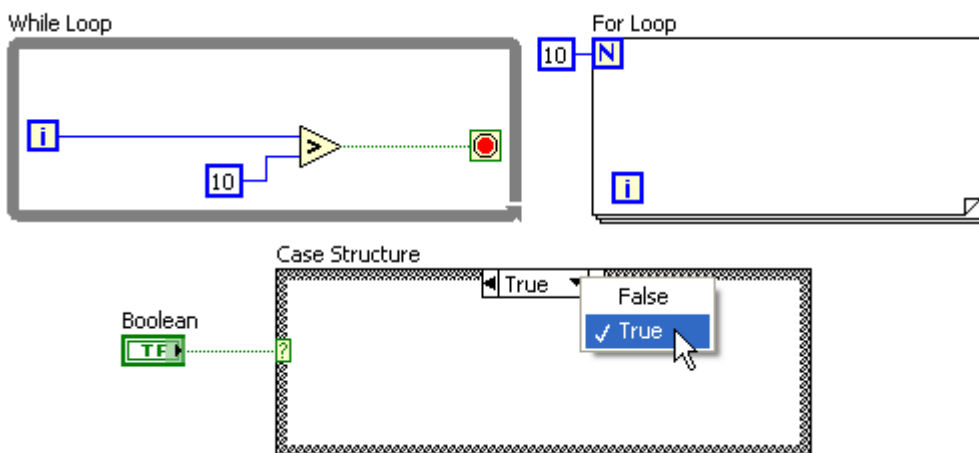 While Loop
i
10
>
For Loop
10 N
i
Case Structure
True
False
✓ True
Boolean
TF
?